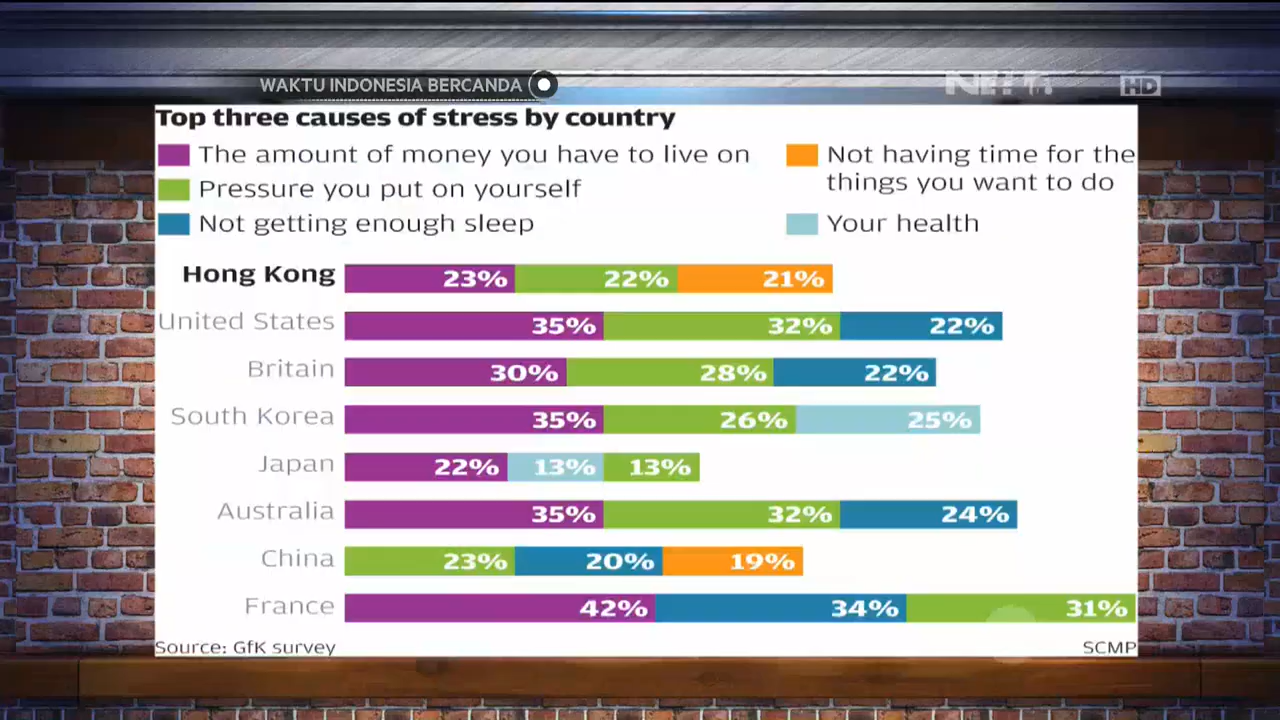 WAKTU INDONESIA BERCANDA
HD
Top three causes of stress by country
The amount of money you have to live on
Pressure you put on yourself
Not getting enough sleep
Not having time for the
things you want to do
Your health
Hong Kong 23% 22% 21%
United States 35% 32% 22%
Britain 30% 28% 22%
South Korea 35% 26% 25%
Japan 22% 13% 13%
Australia 35% 32% 24%
China 23% 20% 19%
France 42% 34% 31%
Source: GfK survey
SCMP